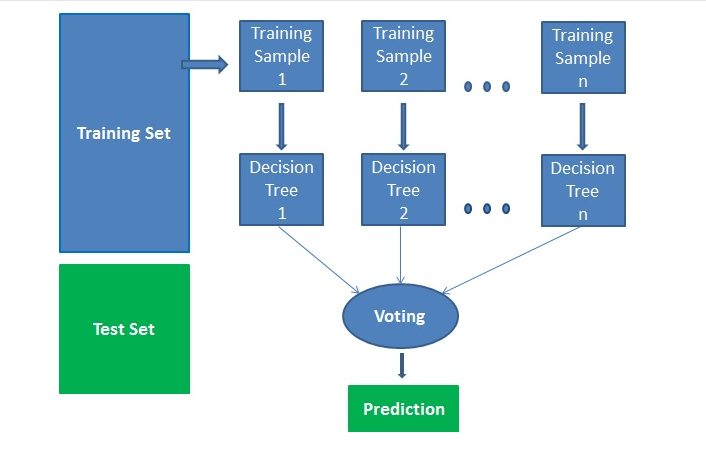 Training Set
Training
Sample
1
Training
Sample
2
Training
Sample
n
Decision
Tree
1
Decision
Tree
2
Decision
Tree
n
Test Set
Voting
Prediction